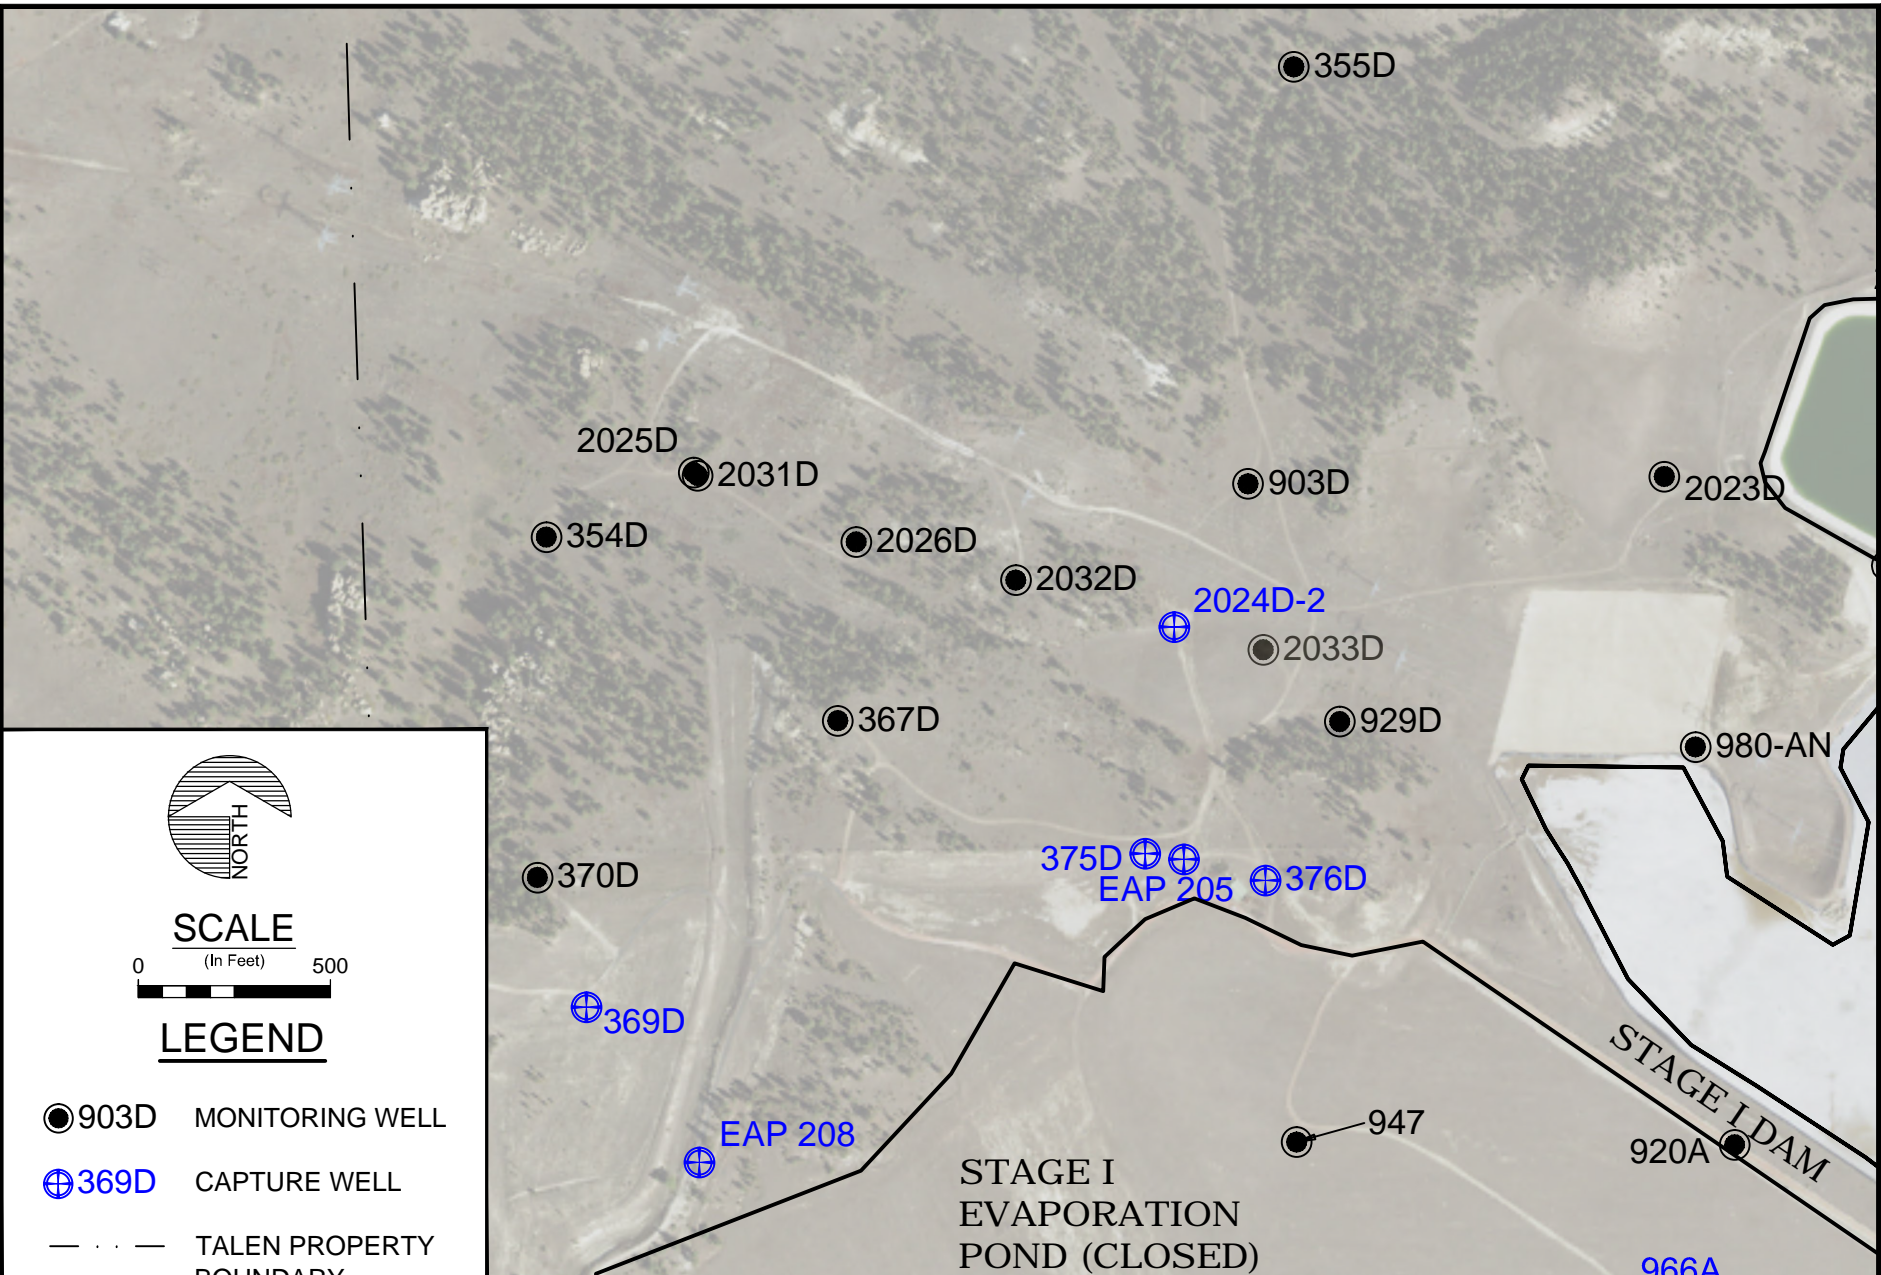 355D
2025D
2031D
903D
2023D
354D
2026D
2032D
2024D-2
2033D
367D
929D
980-AN
375D
EAP 205
376D
370D
369D
EAP 208
947
920A
STAGE I DAM
STAGE I
EVAPORATION
POND (CLOSED)
966A
NORTH
SCALE
(In Feet)
0 500
LEGEND
903D MONITORING WELL
369D CAPTURE WELL
TALEN PROPERTY
BOUNDARY